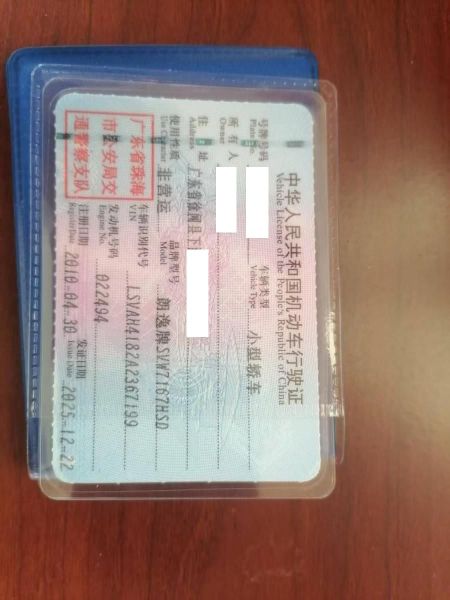 中华人民共和国机动车行驶证
Vehicle License of the People's Republic of China
号牌号码
Plate No.
车辆类型 小型轿车
Vehicle Type
所有人
Owner
住址 广东省徐闻县下
Address
使用性质 非营运 品牌型号 朗逸牌SVW7167HSD
Use Character Model
广东省珠海
市公安局交
通警察支队
车辆识别代号 LSVAH4182A2367199
VIN
发动机号码 022494
Engine No.
注册日期 2010-04-30 发证日期 2025-12-22
Register Date Issue Date